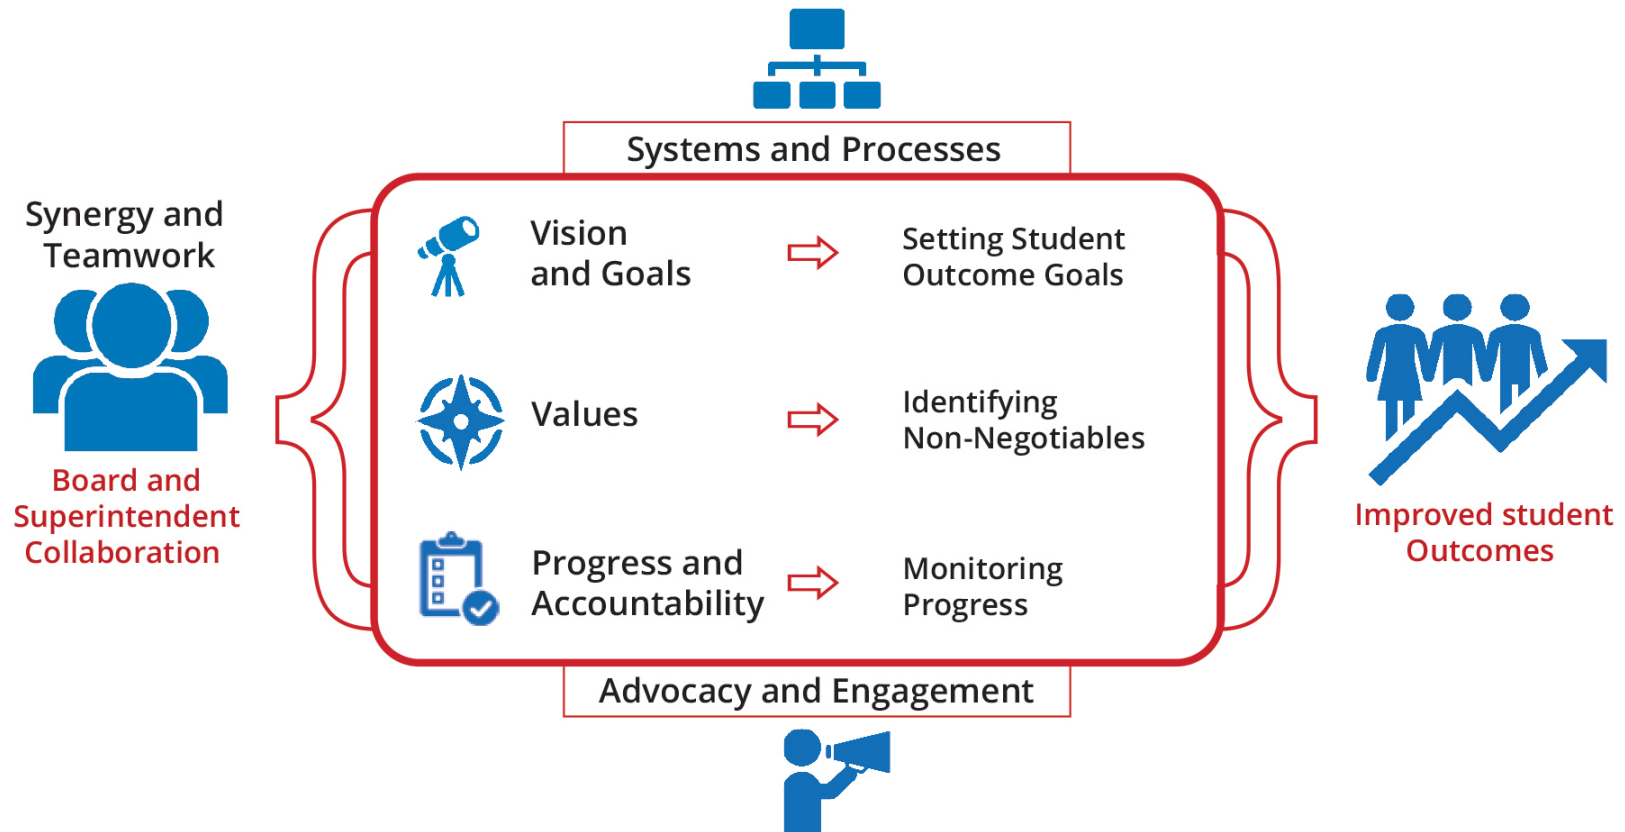 Systems and Processes
Synergy and
Teamwork
Board and
Superintendent
Collaboration
Vision
and Goals
Setting Student
Outcome Goals
Values
Identifying
Non-Negotiables
Progress and
Accountability
Monitoring
Progress
Improved student
Outcomes
Advocacy and Engagement